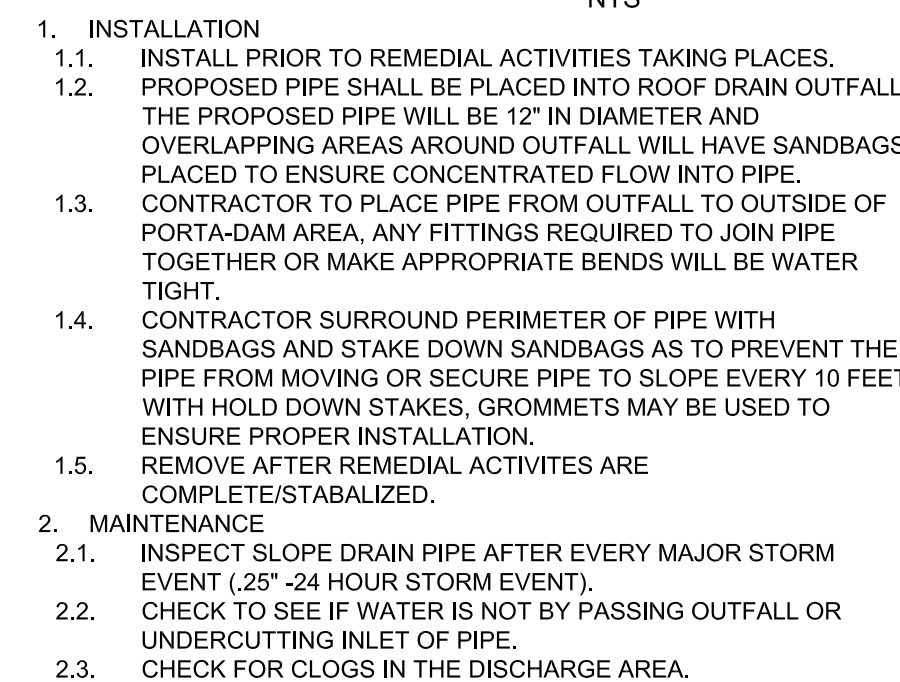 NTS
1. INSTALLATION
1.1. INSTALL PRIOR TO REMEDIAL ACTIVITIES TAKING PLACES.
1.2. PROPOSED PIPE SHALL BE PLACED INTO ROOF DRAIN OUTFALL
THE PROPOSED PIPE WILL BE 12" IN DIAMETER AND
OVERLAPPING AREAS AROUND OUTFALL WILL HAVE SANDBAGS
PLACED TO ENSURE CONCENTRATED FLOW INTO PIPE.
1.3. CONTRACTOR TO PLACE PIPE FROM OUTFALL TO OUTSIDE OF
PORTA-DAM AREA, ANY FITTINGS REQUIRED TO JOIN PIPE
TOGETHER OR MAKE APPROPRIATE BENDS WILL BE WATER
TIGHT.
1.4. CONTRACTOR SURROUND PERIMETER OF PIPE WITH
SANDBAGS AND STAKE DOWN SANDBAGS AS TO PREVENT THE
PIPE FROM MOVING OR SECURE PIPE TO SLOPE EVERY 10 FEET
WITH HOLD DOWN STAKES, GROMMETS MAY BE USED TO
ENSURE PROPER INSTALLATION.
1.5. REMOVE AFTER REMEDIAL ACTIVITES ARE
COMPLETE/STABALIZED.
2. MAINTENANCE
2.1. INSPECT SLOPE DRAIN PIPE AFTER EVERY MAJOR STORM
EVENT (.25" -24 HOUR STORM EVENT).
2.2. CHECK TO SEE IF WATER IS NOT BY PASSING OUTFALL OR
UNDERCUTTING INLET OF PIPE.
2.3. CHECK FOR CLOGS IN THE DISCHARGE AREA.